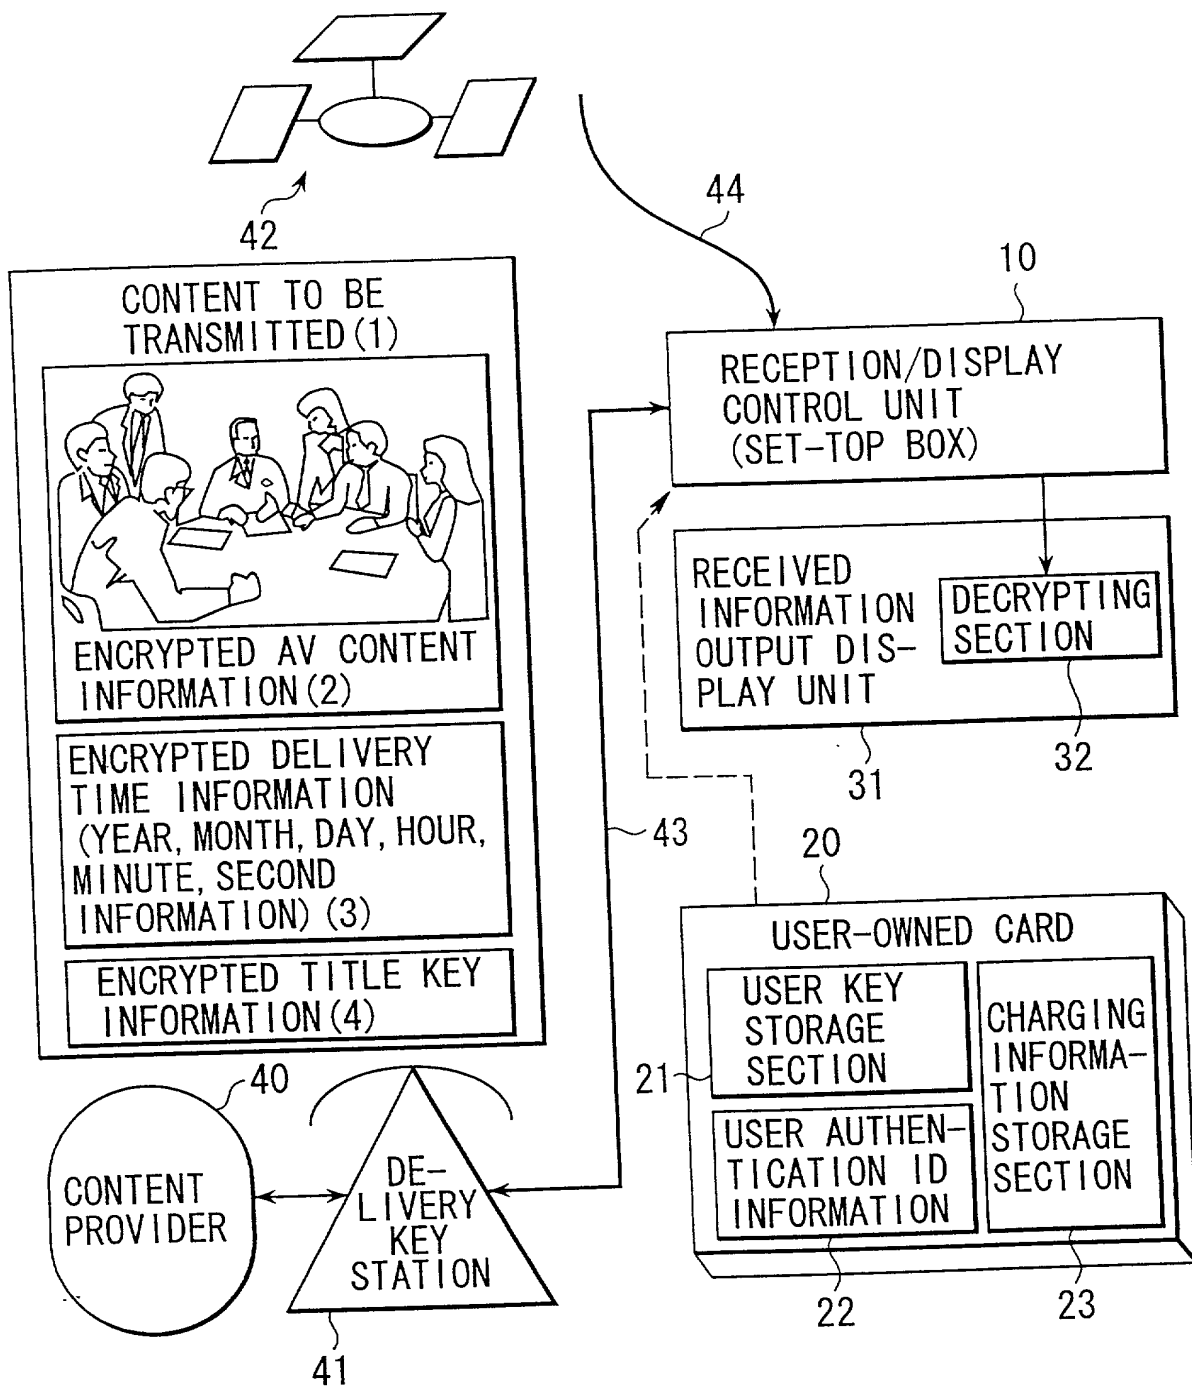 42
44
10
CONTENT TO BE
TRANSMITTED(1)
ENCRYPTED AV CONTENT
INFORMATION(2)
ENCRYPTED DELIVERY
TIME INFORMATION
(YEAR, MONTH, DAY, HOUR,
MINUTE, SECOND
INFORMATION)(3)
ENCRYPTED TITLE KEY
INFORMATION(4)
RECEPTION/DISPLAY
CONTROL UNIT
(SET-TOP BOX)
RECEIVED
INFORMATION
OUTPUT DIS-
PLAY UNIT
DECRYPTING
SECTION
31
32
43
20
USER-OWNED CARD
USER KEY
STORAGE
SECTION
21
USER AUTHEN-
TICATION ID
INFORMATION
CHARGING
INFORMA-
TION
STORAGE
SECTION
22
23
40
CONTENT
PROVIDER
DE-
LIVERY
KEY
STATION
41